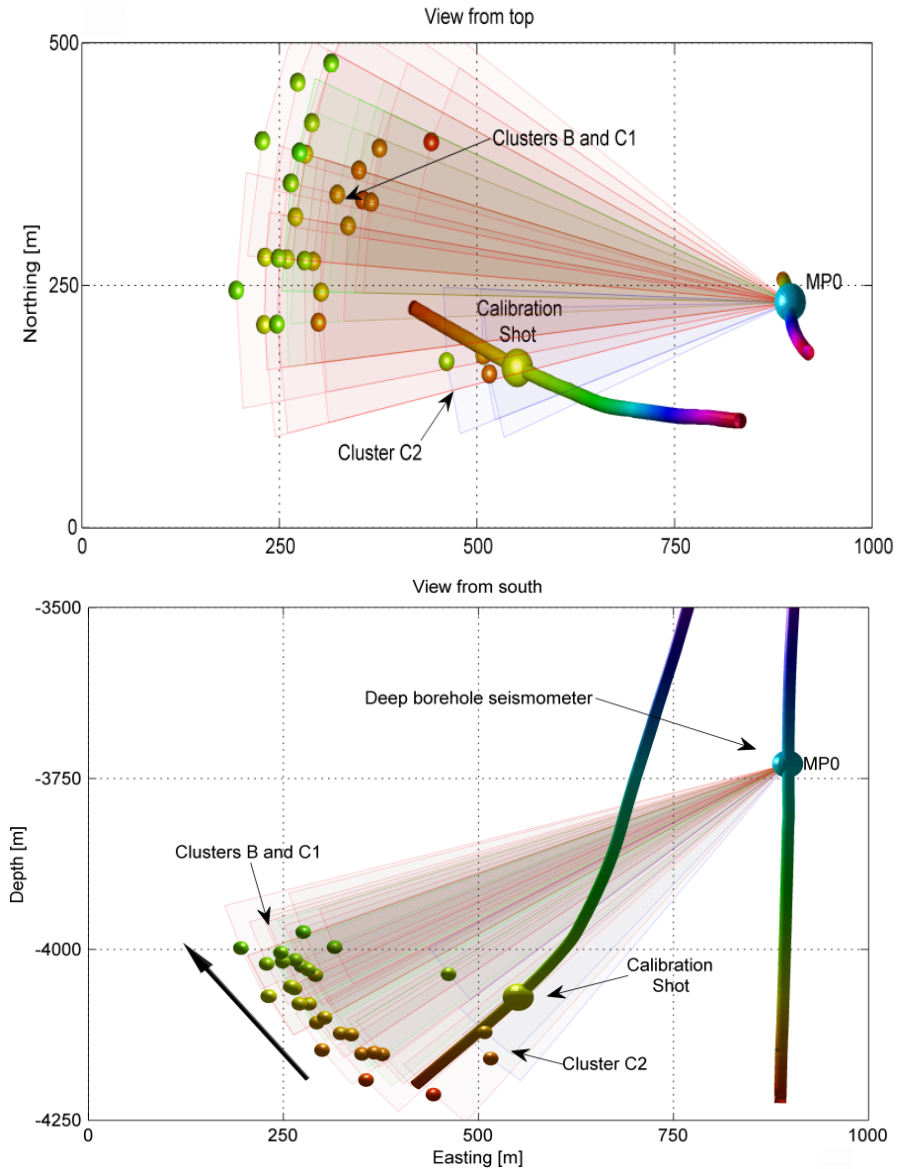 View from top
500
Clusters B and C1
Northing [m]
250
MP0
Calibration
Shot
Cluster C2
0
0
250
500
750
1000
View from south
-3500
Deep borehole seismometer
-3750
MP0
Clusters B and C1
Depth [m]
-4000
Calibration
Shot
Cluster C2
-4250
0
250
500
750
1000
Easting [m]